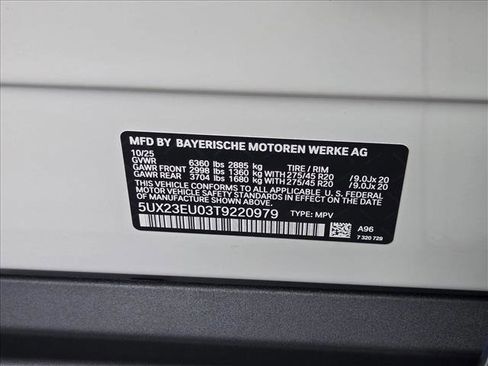 MFD BY BAYERISCHE MOTOREN WERKE AG
10/25
GVWR 6360 lbs 2885 kg TIRE / RIM
GAWR FRONT 2998 lbs 1360 kg WITH 275/45 R20 /9.0Jx 20
GAWR REAR 3704 lbs 1680 kg WITH 275/45 R20 /9.0Jx 20
THIS VEHICLE CONFORMS TO ALL APPLICABLE U. S. FEDERAL
MOTOR VEHICLE SAFETY STANDARDS IN EFFECT ON THE
DATE OF MANUFACTURE SHOWN ABOVE.
5UX23EU03T9220979 TYPE: MPV
A96
7 320 729